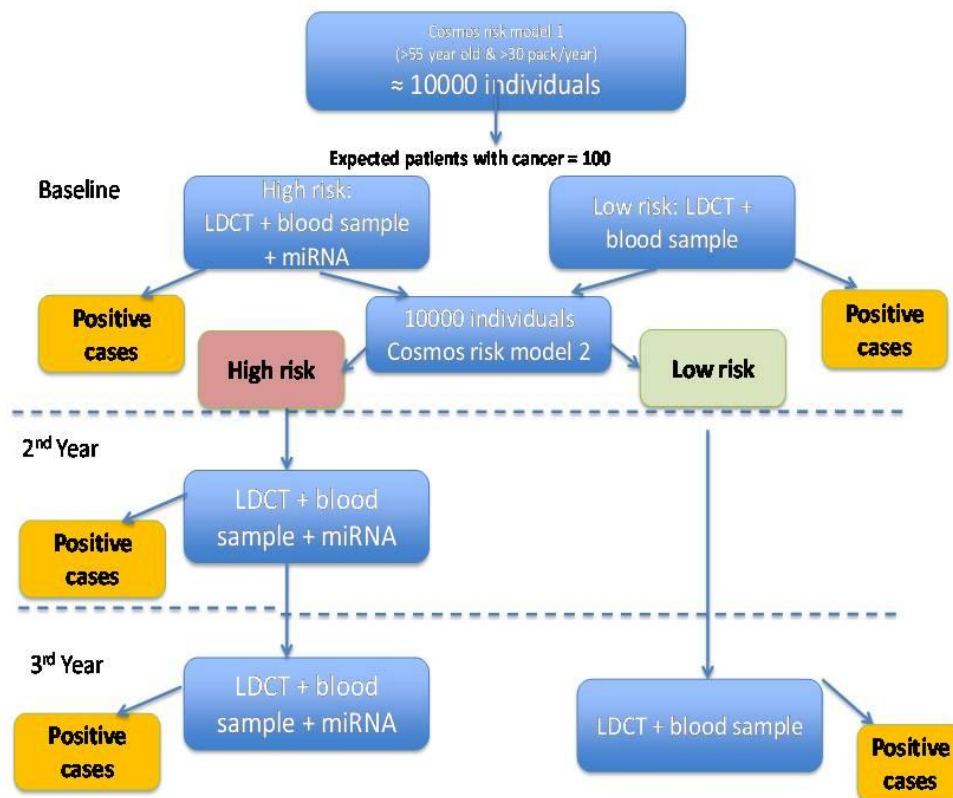 Cosmos risk model 1
(>55 year old & >30 pack/year)
≈ 10000 individuals
Expected patients with cancer = 100
Baseline
High risk:
LDCT + blood sample
+ miRNA
Low risk: LDCT +
blood sample
Positive
cases
10000 individuals
Cosmos risk model 2
Positive
cases
High risk
Low risk
2nd Year
LDCT + blood
sample + miRNA
Positive
cases
3rd Year
LDCT + blood
sample + miRNA
LDCT + blood sample
Positive
cases
Positive
cases